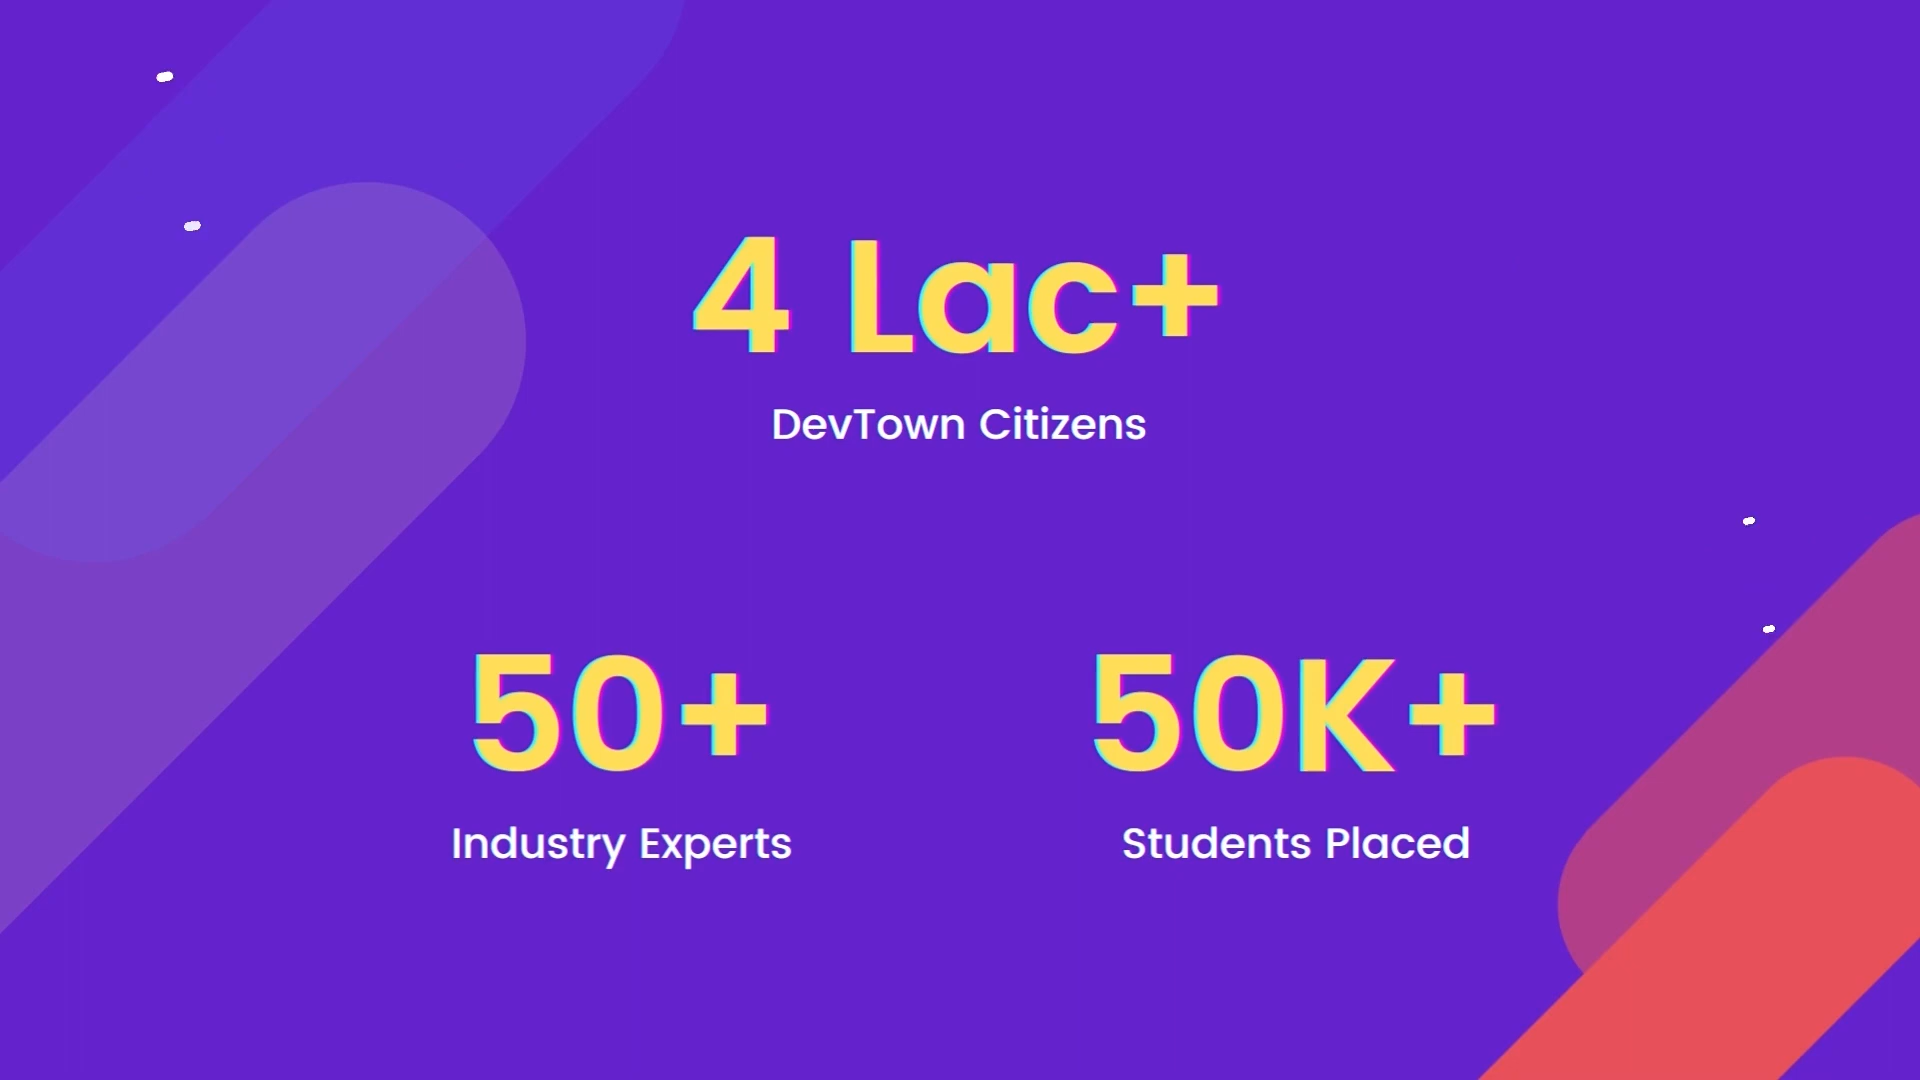 4 Lac+
DevTown Citizens
50+
Industry Experts
50K+
Students Placed